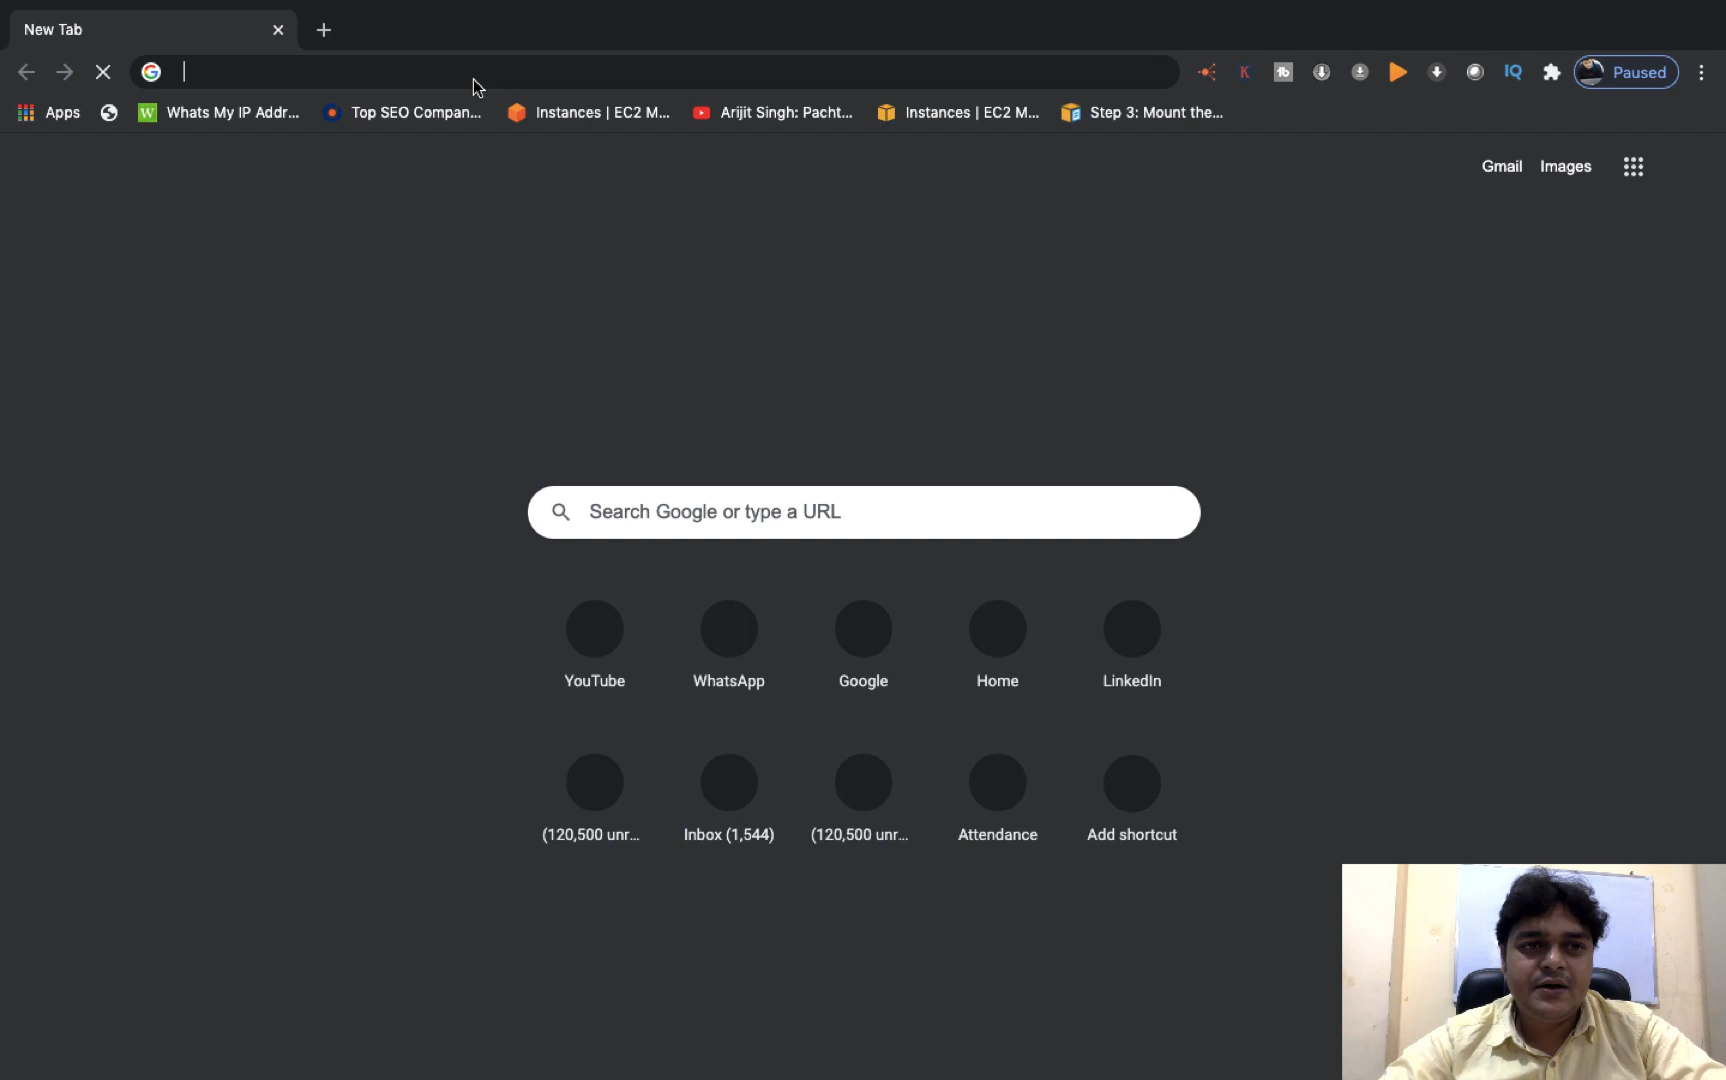 New Tab
Paused
Apps
Whats My IP Addr...
Top SEO Compan...
Instances | EC2 M...
Arijit Singh: Pacht...
Instances | EC2 M...
Step 3: Mount the...
Gmail
Images
Search Google or type a URL
YouTube
WhatsApp
Google
Home
LinkedIn
(120,500 unr...
Inbox (1,544)
(120,500 unr...
Attendance
Add shortcut